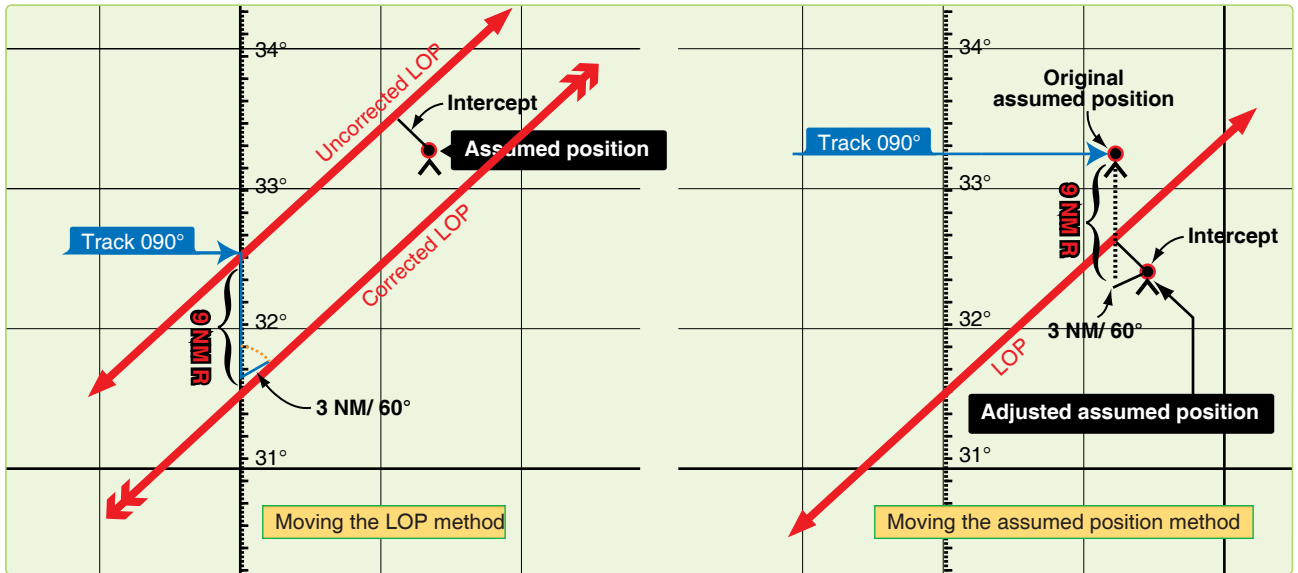 34°
Uncorrected LOP
Intercept
Assumed position
33°
Corrected LOP
Track 090°
9 NM R
32°
3 NM/ 60°
31°
Moving the LOP method
34°
Original
assumed position
Track 090°
33°
9 NM R
Intercept
32°
3 NM/ 60°
LOP
Adjusted assumed position
31°
Moving the assumed position method